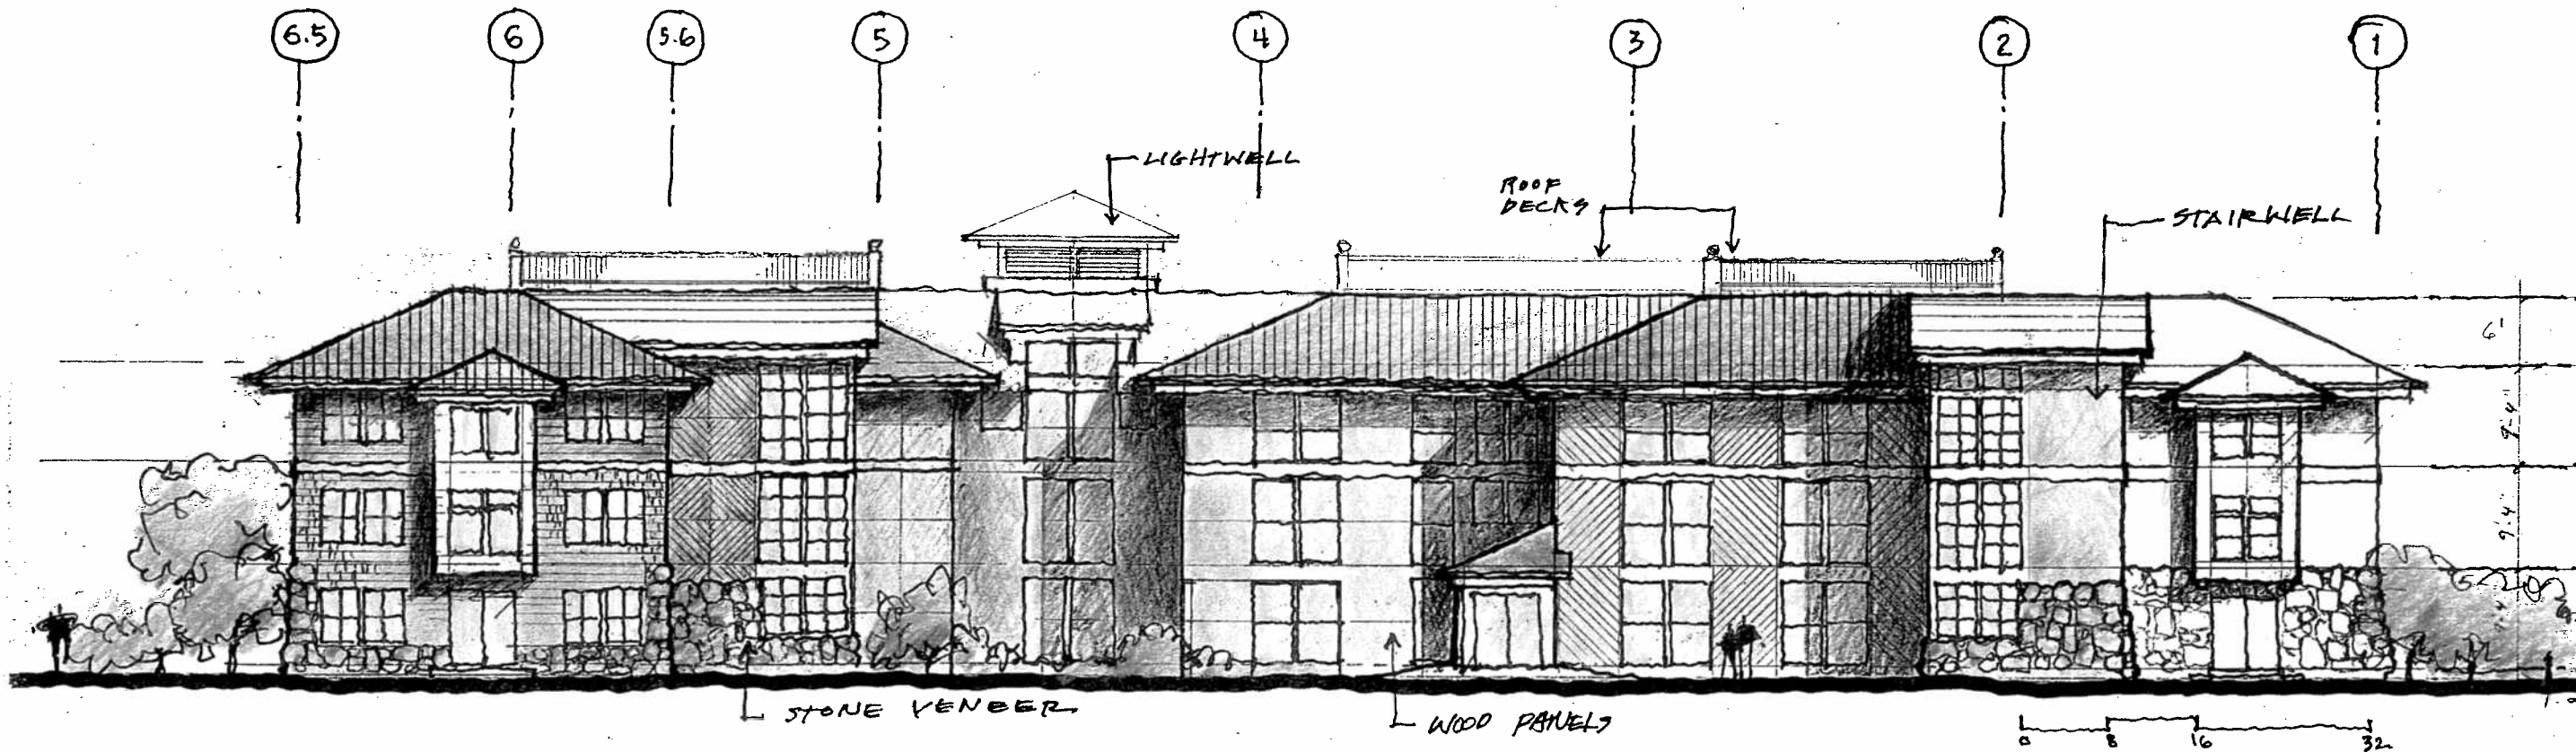 6.5 6 5.6 5 4 3 2 1
LIGHTWELL
ROOF
DECKS
STAIRWELL
6'
9'-4"
9'-4"
STONE VENEER
WOOD PANELS
0 8 16 32